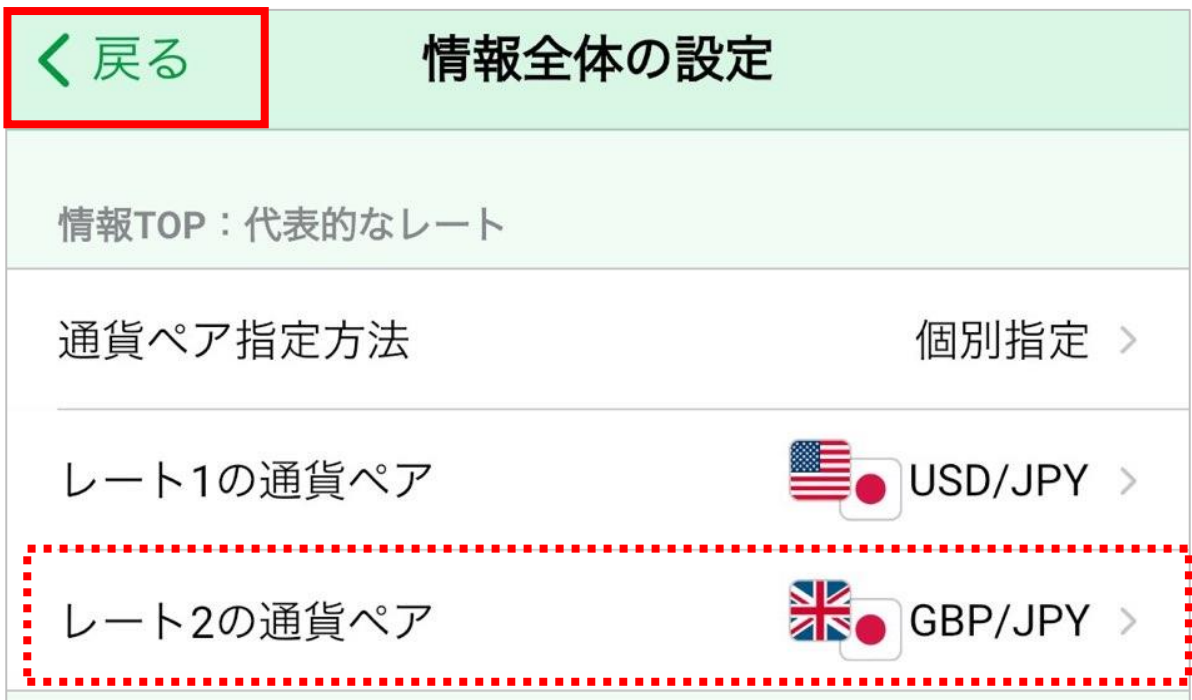 戻る 情報全体の設定
情報TOP：代表的なレート
通貨ペア指定方法 個別指定
レート1の通貨ペア USD/JPY
レート2の通貨ペア GBP/JPY